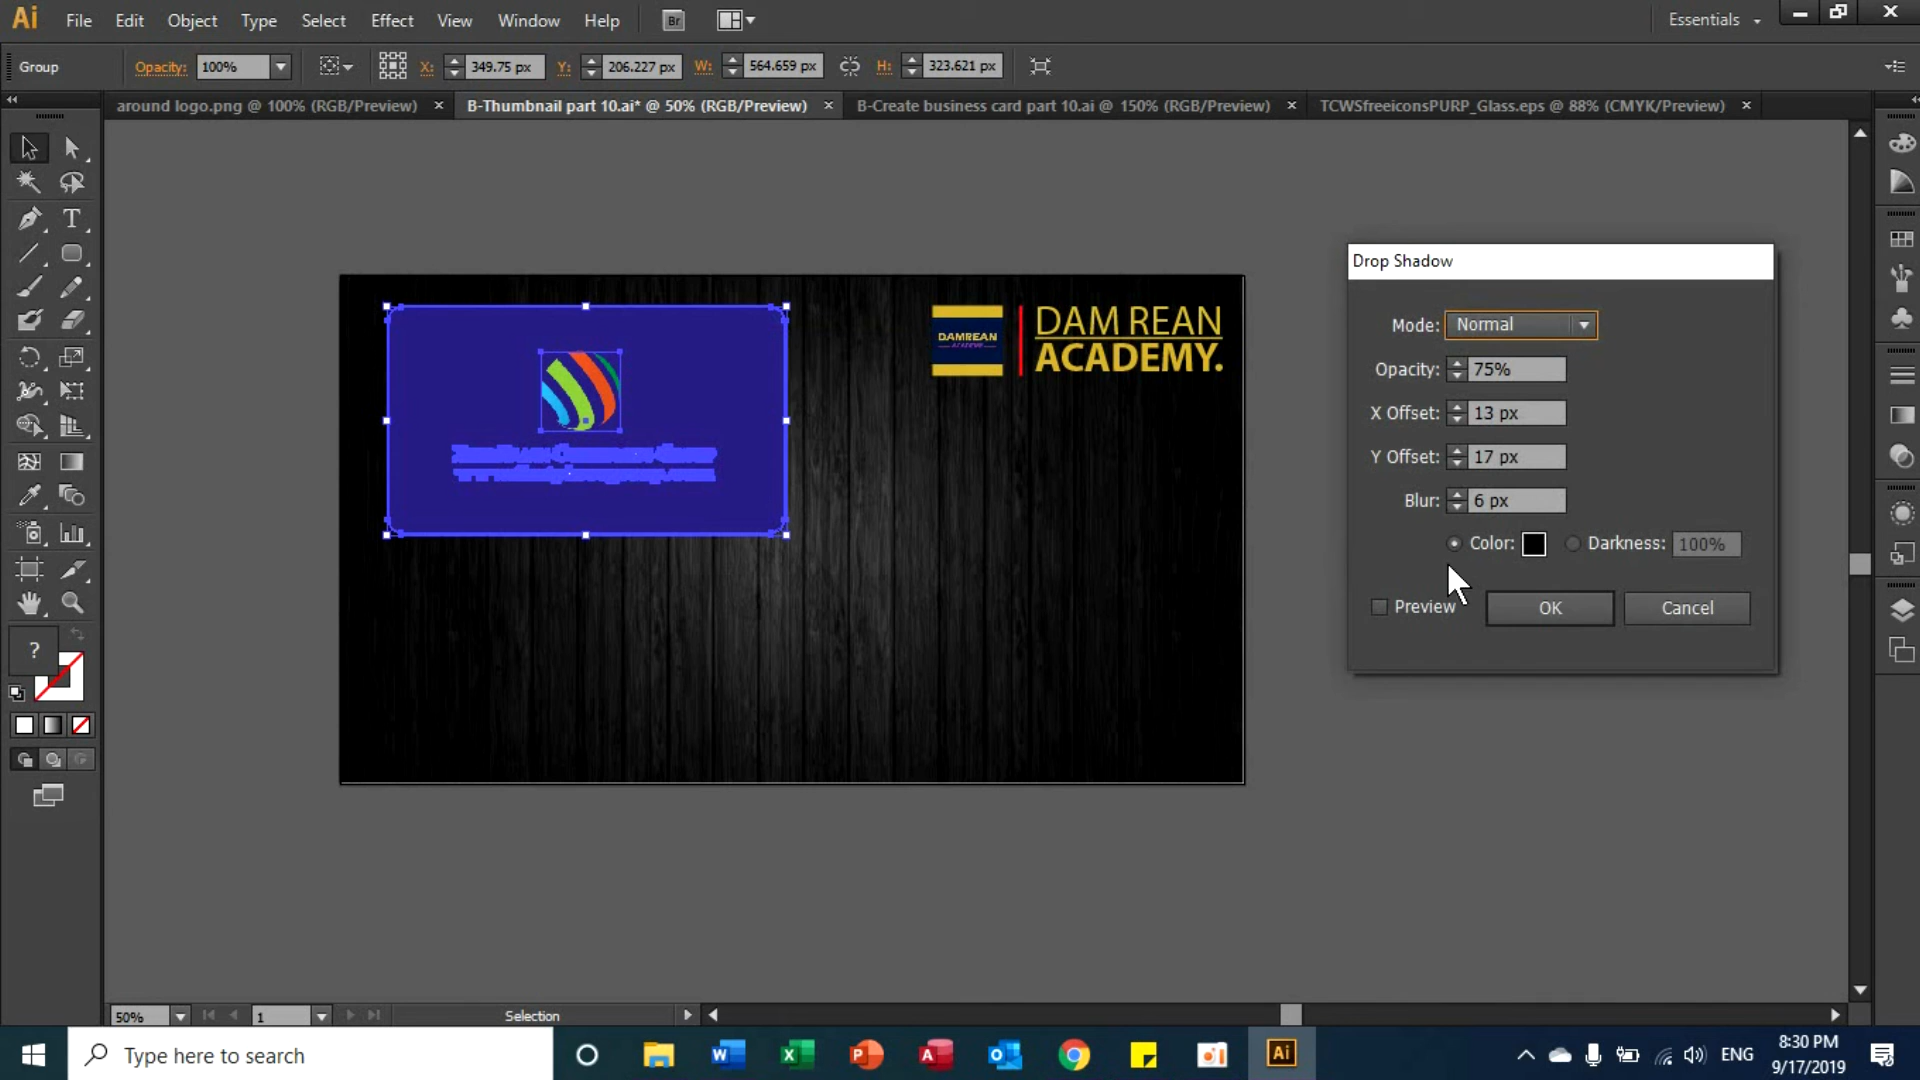 Ai File Edit Object Type Select Effect View Window Help Br Essentials
Group Opacity: 100% X: 349.75 px Y: 206.227 px W: 564.659 px H: 323.621 px
around logo.png @ 100% (RGB/Preview) B-Thumbnail part 10.ai* @ 50% (RGB/Preview) B-Create business card part 10.ai @ 150% (RGB/Preview) TCWSfreeiconsPURP_Glass.eps @ 88% (CMYK/Preview)
T
Drop Shadow
Mode: Normal
Opacity: 75%
X Offset: 13 px
Y Offset: 17 px
Blur: 6 px
Color: Darkness: 100%
Preview OK Cancel
DAMREAN
DAM REAN
ACADEMY.
?
50% 1 Selection
Type here to search
ENG
8:30 PM
9/17/2019